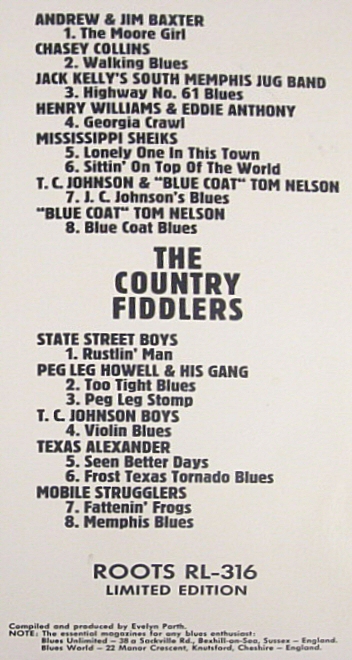 ANDREW & JIM BAXTER
1. The Moore Girl
CHASEY COLLINS
2. Walking Blues
JACK KELLY'S SOUTH MEMPHIS JUG BAND
3. Highway No. 61 Blues
HENRY WILLIAMS & EDDIE ANTHONY
4. Georgia Crawl
MISSISSIPPI SHEIKS
5. Lonely One In This Town
6. Sittin' On Top Of The World
T. C. JOHNSON & "BLUE COAT" TOM NELSON
7. J. C. Johnson's Blues
"BLUE COAT" TOM NELSON
8. Blue Coat Blues
THE
COUNTRY
FIDDLERS
STATE STREET BOYS
1. Rustlin' Man
PEG LEG HOWELL & HIS GANG
2. Too Tight Blues
3. Peg Leg Stomp
T. C. JOHNSON BOYS
4. Violin Blues
TEXAS ALEXANDER
5. Seen Better Days
6. Frost Texas Tornado Blues
MOBILE STRUGGLERS
7. Fattenin' Frogs
8. Memphis Blues
ROOTS RL-316
LIMITED EDITION
Compiled and produced by Evelyn Parth.
NOTE: The essential magazines for any blues enthusiast:
Blues Unlimited – 38 a Sackville Rd., Bexhill-on-Sea, Sussex – England.
Blues World – 22 Manor Crescent, Knutsford, Cheshire – England.